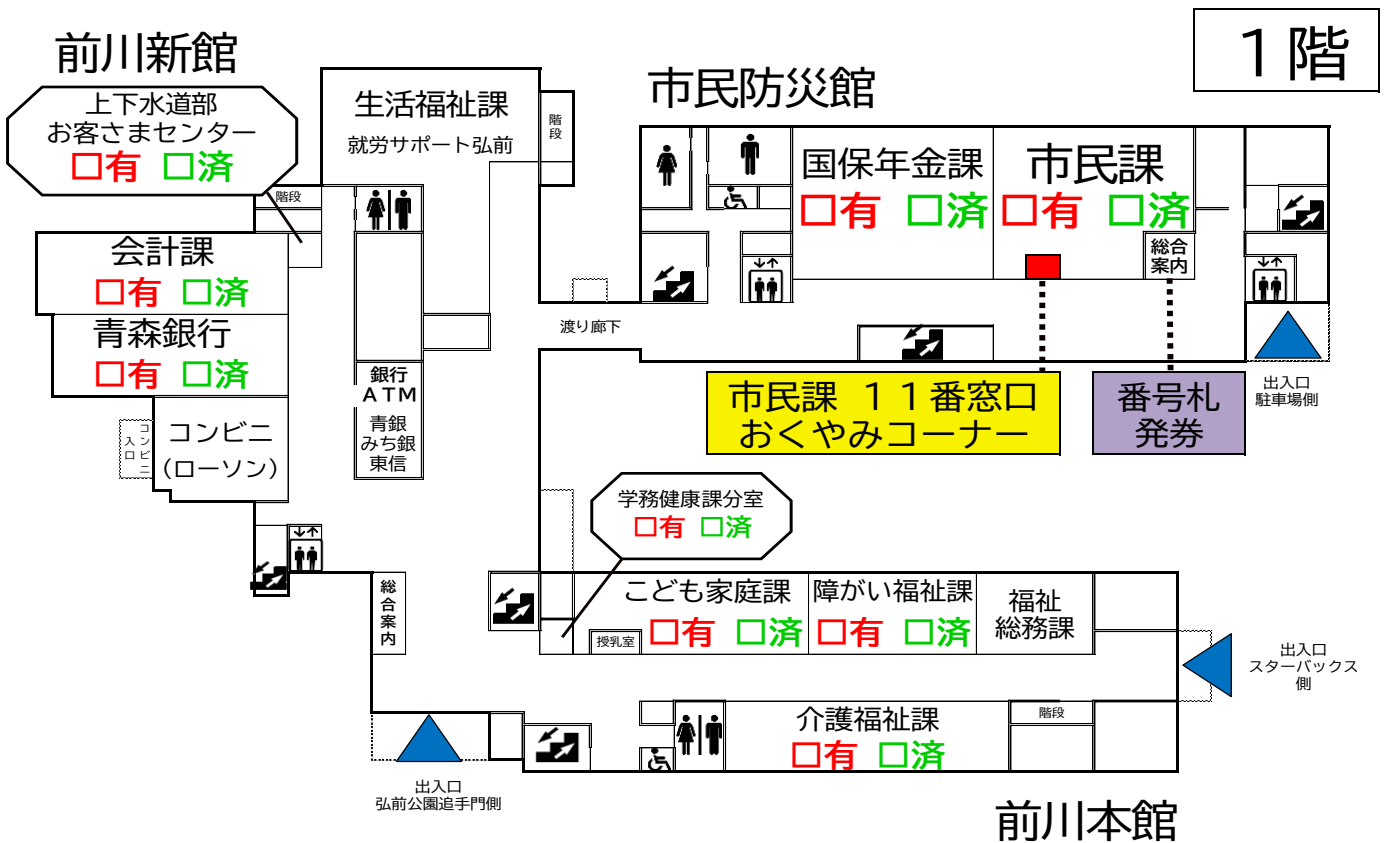 １階
前川新館
上下水道部
お客さまセンター
□有 □済
生活福祉課
就労サポート弘前
階段
市民防災館
国保年金課
□有 □済
市民課
□有 □済
総合
案内
階段
会計課
□有 □済
青森銀行
□有 □済
渡り廊下
銀行
ＡＴＭ
青銀
みち銀
東信
コンビニ
(ローソン)
コンビニ
入口
市民課 １１番窓口
おくやみコーナー
番号札
発券
出入口
駐車場側
学務健康課分室
□有 □済
総合案内
こども家庭課
□有 □済
授乳室
障がい福祉課
□有 □済
福祉
総務課
出入口
スターバックス
側
介護福祉課
□有 □済
階段
出入口
弘前公園追手門側
前川本館